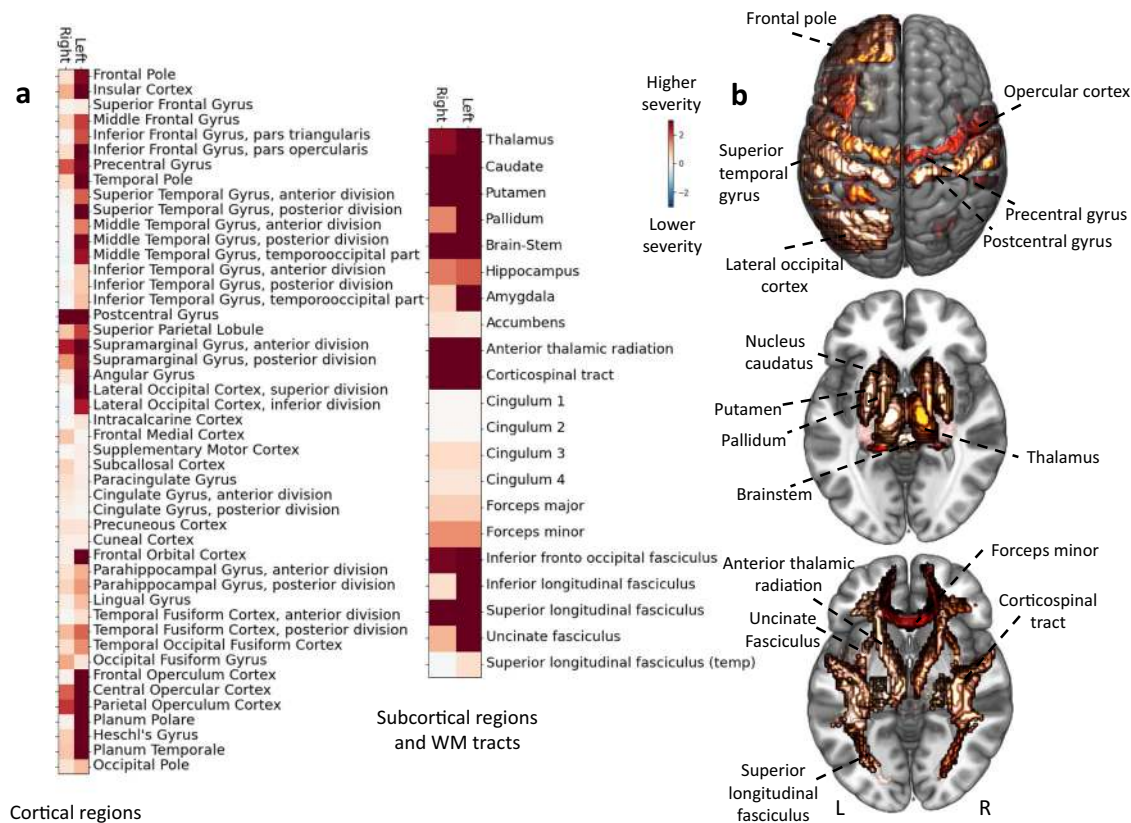 a
Right
Left
Frontal Pole
Insular Cortex
Superior Frontal Gyrus
Middle Frontal Gyrus
Inferior Frontal Gyrus, pars triangularis
Inferior Frontal Gyrus, pars opercularis
Precentral Gyrus
Temporal Pole
Superior Temporal Gyrus, anterior division
Superior Temporal Gyrus, posterior division
Middle Temporal Gyrus, anterior division
Middle Temporal Gyrus, posterior division
Middle Temporal Gyrus, temporooccipital part
Inferior Temporal Gyrus, anterior division
Inferior Temporal Gyrus, posterior division
Inferior Temporal Gyrus, temporooccipital part
Postcentral Gyrus
Superior Parietal Lobule
Supramarginal Gyrus, anterior division
Supramarginal Gyrus, posterior division
Angular Gyrus
Lateral Occipital Cortex, superior division
Lateral Occipital Cortex, inferior division
Intracalcarine Cortex
Frontal Medial Cortex
Supplementary Motor Cortex
Subcallosal Cortex
Paracingulate Gyrus
Cingulate Gyrus, anterior division
Cingulate Gyrus, posterior division
Precuneous Cortex
Cuneal Cortex
Frontal Orbital Cortex
Parahippocampal Gyrus, anterior division
Parahippocampal Gyrus, posterior division
Lingual Gyrus
Temporal Fusiform Cortex, anterior division
Temporal Fusiform Cortex, posterior division
Temporal Occipital Fusiform Cortex
Occipital Fusiform Gyrus
Frontal Operculum Cortex
Central Opercular Cortex
Parietal Operculum Cortex
Planum Polare
Heschl's Gyrus
Planum Temporale
Occipital Pole
Cortical regions
Right
Left
Thalamus
Caudate
Putamen
Pallidum
Brain-Stem
Hippocampus
Amygdala
Accumbens
Anterior thalamic radiation
Corticospinal tract
Cingulum 1
Cingulum 2
Cingulum 3
Cingulum 4
Forceps major
Forceps minor
Inferior fronto occipital fasciculus
Inferior longitudinal fasciculus
Superior longitudinal fasciculus
Uncinate fasciculus
Superior longitudinal fasciculus (temp)
Subcortical regions
and WM tracts
Higher
severity
2
0
−2
Lower
severity
b
Frontal pole
Opercular cortex
Superior
temporal
gyrus
Precentral gyrus
Postcentral gyrus
Lateral occipital
cortex
Nucleus
caudatus
Putamen
Pallidum
Thalamus
Brainstem
Forceps minor
Anterior thalamic
radiation
Corticospinal
tract
Uncinate
Fasciculus
Superior
longitudinal
fasciculus
L
R